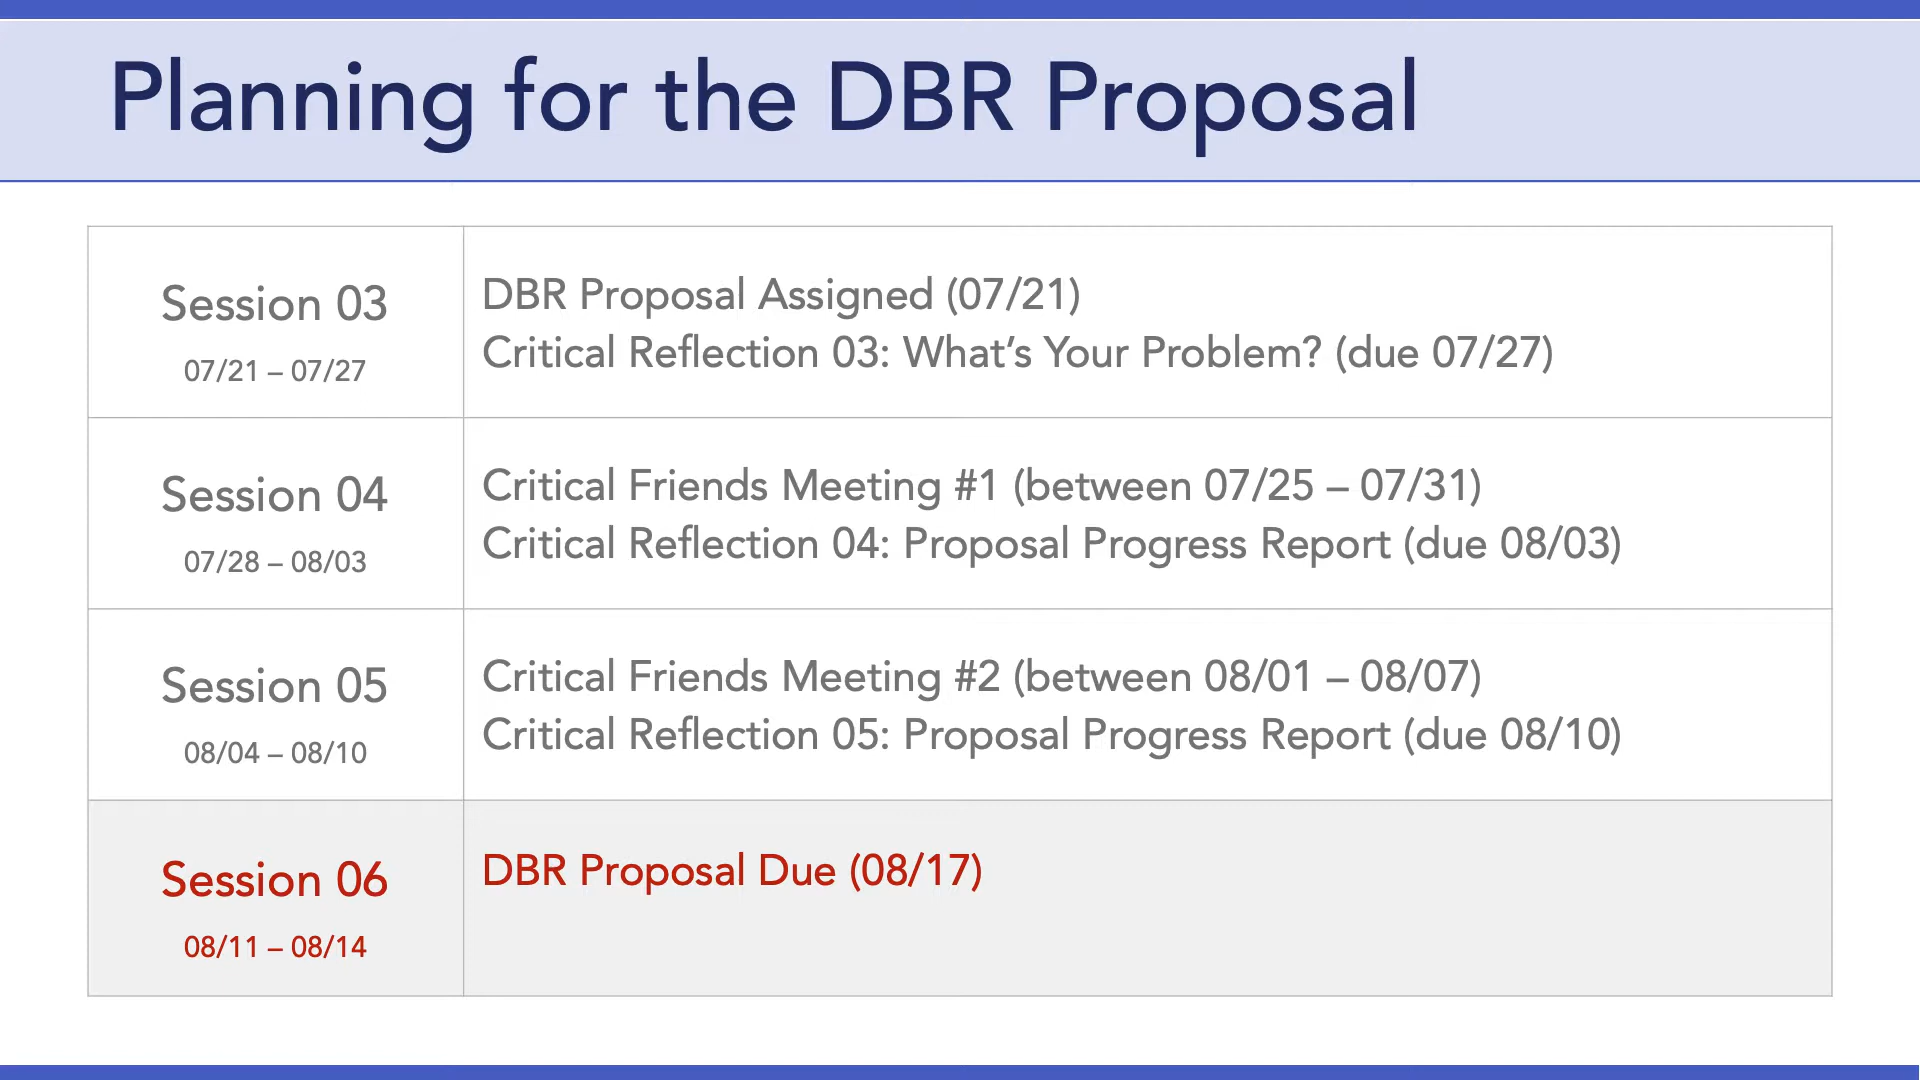 Planning for the DBR Proposal
Session 03
07/21 – 07/27
DBR Proposal Assigned (07/21)
Critical Reflection 03: What’s Your Problem? (due 07/27)
Session 04
07/28 – 08/03
Critical Friends Meeting #1 (between 07/25 – 07/31)
Critical Reflection 04: Proposal Progress Report (due 08/03)
Session 05
08/04 – 08/10
Critical Friends Meeting #2 (between 08/01 – 08/07)
Critical Reflection 05: Proposal Progress Report (due 08/10)
Session 06
08/11 – 08/14
DBR Proposal Due (08/17)